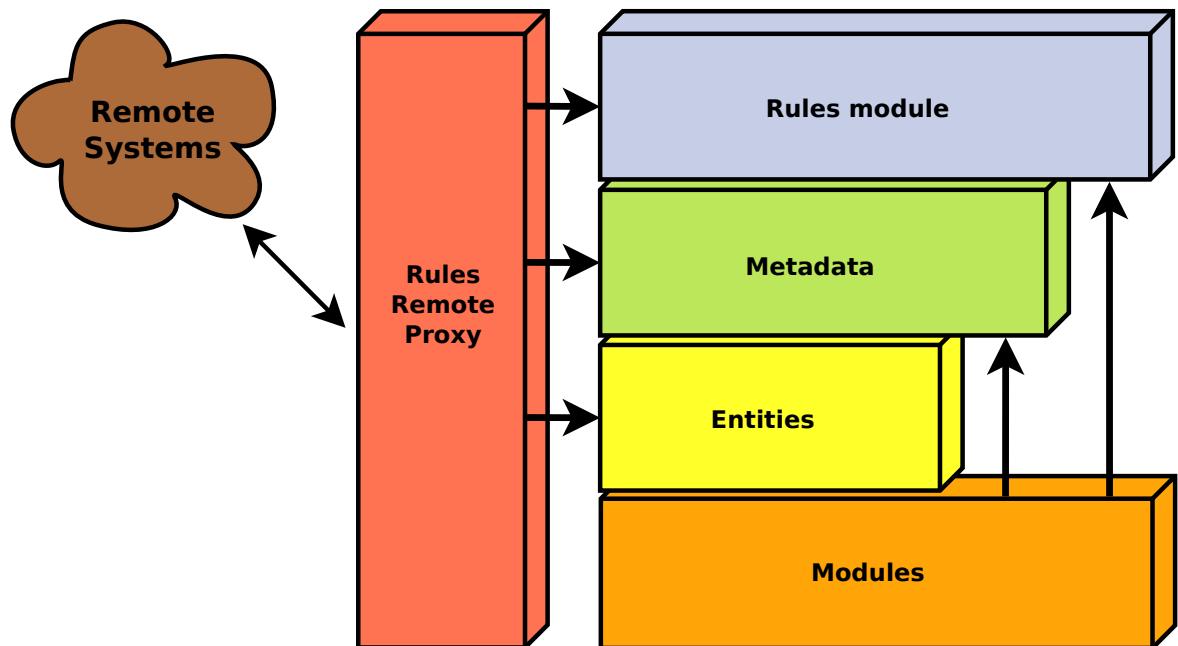 Remote
Systems
Rules
Remote
Proxy
Rules module
Metadata
Entities
Modules